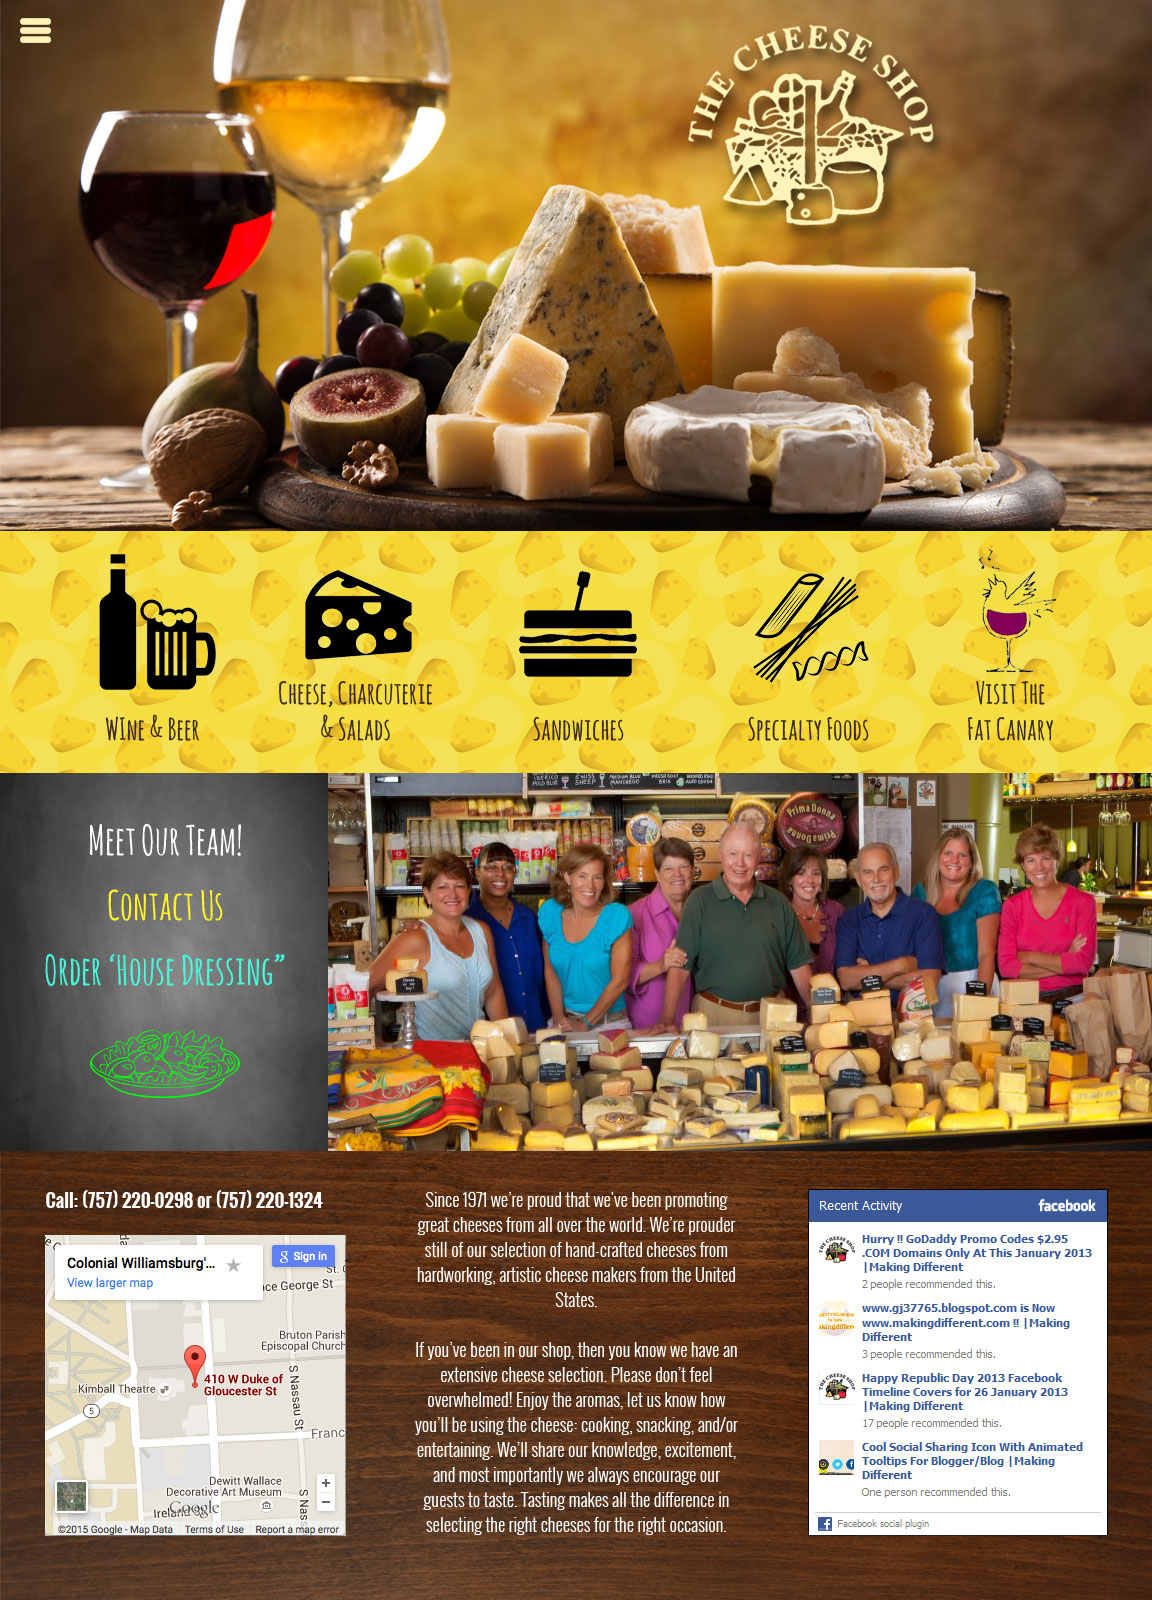 THE CHEESE SHOP
WINE & BEER
CHEESE, CHARCUTERIE
& SALADS
SANDWICHES
SPECIALTY FOODS
VISIT THE
FAT CANARY
MEET OUR TEAM!
CONTACT US
ORDER ‘HOUSE DRESSING”
Prima Donna
Call: (757) 220-0298 or (757) 220-1324
Colonial Williamsburg'...
View larger map
Sign in
St. G
ice George St
Bruton Parish
Episcopal Church
Kimball Theatre
410 W Duke of
Gloucester St
S Nassau St
5
Franc
Dewitt Wallace
Decorative Art Museum
S Nas
Google
©2015 Google - Map Data Terms of Use Report a map error
Since 1971 we’re proud that we’ve been promoting
great cheeses from all over the world. We’re prouder
still of our selection of hand-crafted cheeses from
hardworking, artistic cheese makers from the United
States.
If you’ve been in our shop, then you know we have an
extensive cheese selection. Please don’t feel
overwhelmed! Enjoy the aromas, let us know how
you’ll be using the cheese- cooking, snacking, and/or
entertaining. We’ll share our knowledge, excitement,
and most importantly we always encourage our
guests to taste. Tasting makes all the difference in
selecting the right cheeses for the right occasion.
Recent Activity facebook
Hurry !! GoDaddy Promo Codes $2.95
.COM Domains Only At This January 2013
|Making Different
2 people recommended this.
www.gj37765.blogspot.com is Now
www.makingdifferent.com !! |Making
Different
3 people recommended this.
Happy Republic Day 2013 Facebook
Timeline Covers for 26 January 2013
|Making Different
17 people recommended this.
Cool Social Sharing Icon With Animated
Tooltips For Blogger/Blog |Making
Different
One person recommended this.
Facebook social plugin